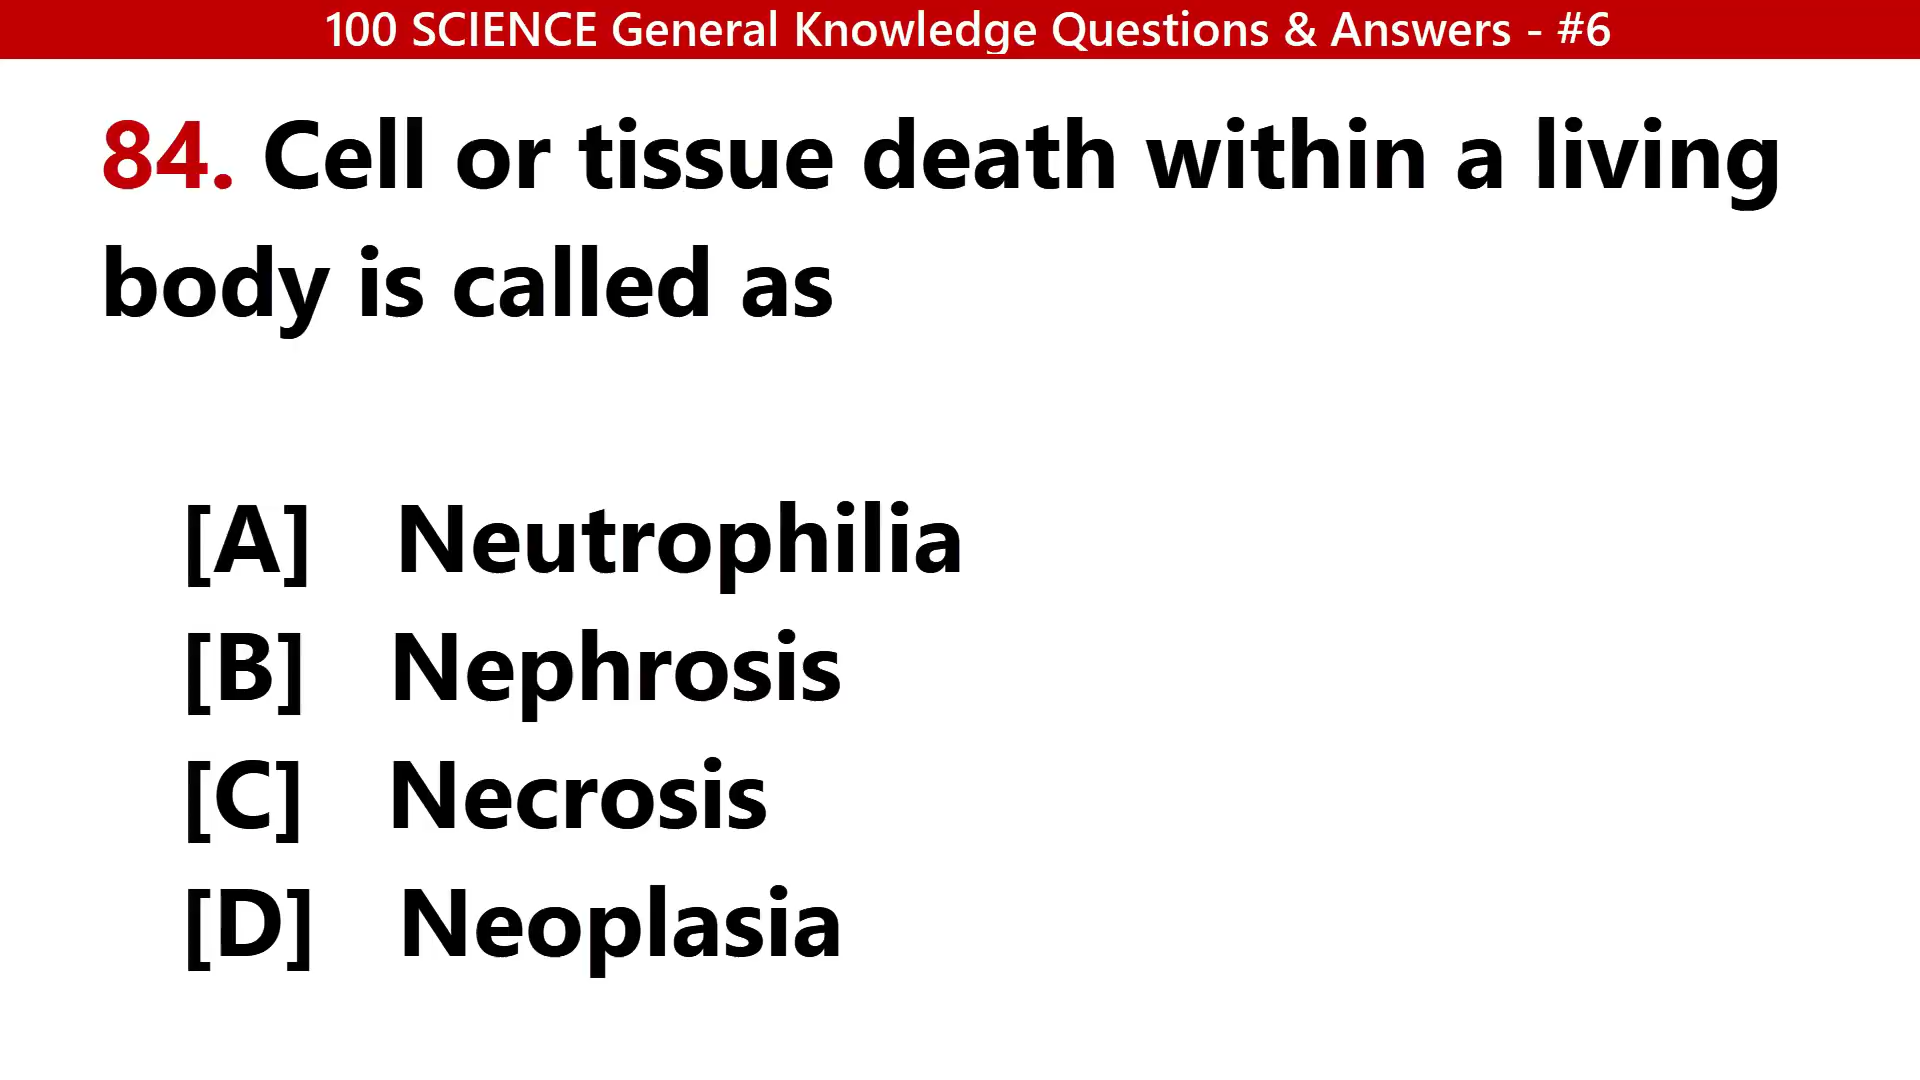 100 SCIENCE General Knowledge Questions & Answers - #6
84. Cell or tissue death within a living
body is called as
[A] Neutrophilia
[B] Nephrosis
[C] Necrosis
[D] Neoplasia